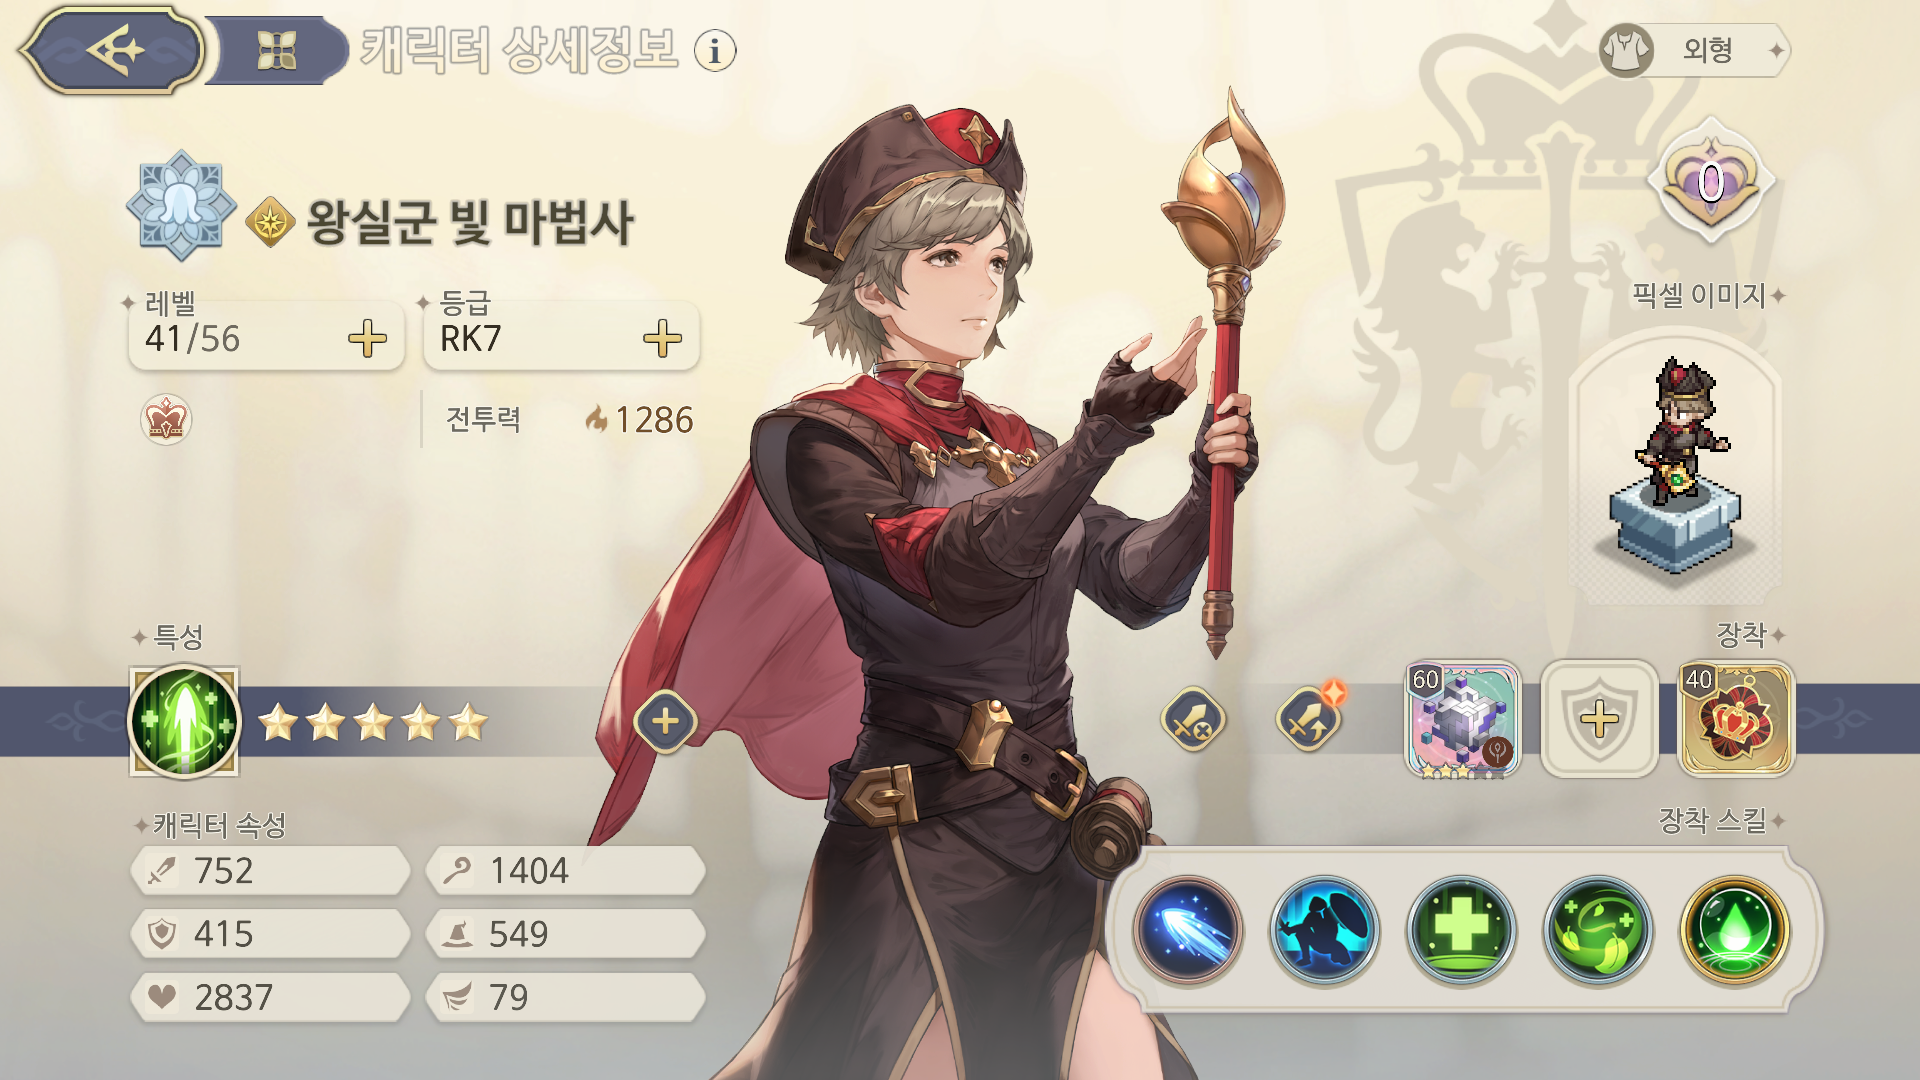 캐릭터 상세정보 i
외형
왕실군 빛 마법사
0
레벨
41/56
등급
RK7
픽셀 이미지
전투력 1286
특성
장착
60
40
캐릭터 속성
장착 스킬
752
1404
415
549
2837
79